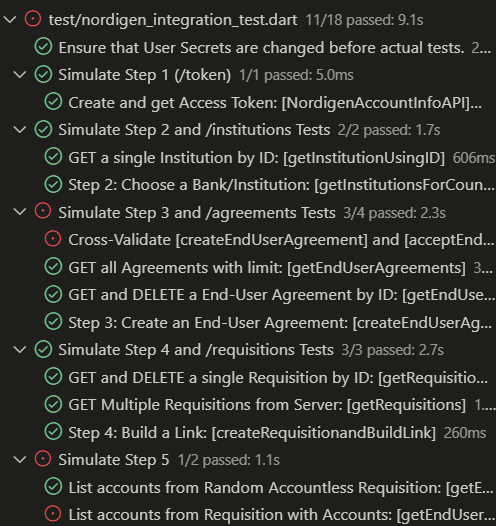 test/nordigen_integration_test.dart 11/18 passed: 9.1s
Ensure that User Secrets are changed before actual tests. 2...
Simulate Step 1 (/token) 1/1 passed: 5.0ms
Create and get Access Token: [NordigenAccountInfoAPI]...
Simulate Step 2 and /institutions Tests 2/2 passed: 1.7s
GET a single Institution by ID: [getInstitutionUsingID] 606ms
Step 2: Choose a Bank/Institution: [getInstitutionsForCoun...
Simulate Step 3 and /agreements Tests 3/4 passed: 2.3s
Cross-Validate [createEndUserAgreement] and [acceptEnd...
GET all Agreements with limit: [getEndUserAgreements] 3...
GET and DELETE a End-User Agreement by ID: [getEndUse...
Step 3: Create an End-User Agreement: [createEndUserAg...
Simulate Step 4 and /requisitions Tests 3/3 passed: 2.7s
GET and DELETE a single Requisition by ID: [getRequisitio...
GET Multiple Requisitions from Server: [getRequisitions] 1....
Step 4: Build a Link: [createRequisitionandBuildLink] 260ms
Simulate Step 5 1/2 passed: 1.1s
List accounts from Random Accountless Requisition: [getE...
List accounts from Requisition with Accounts: [getEndUser...